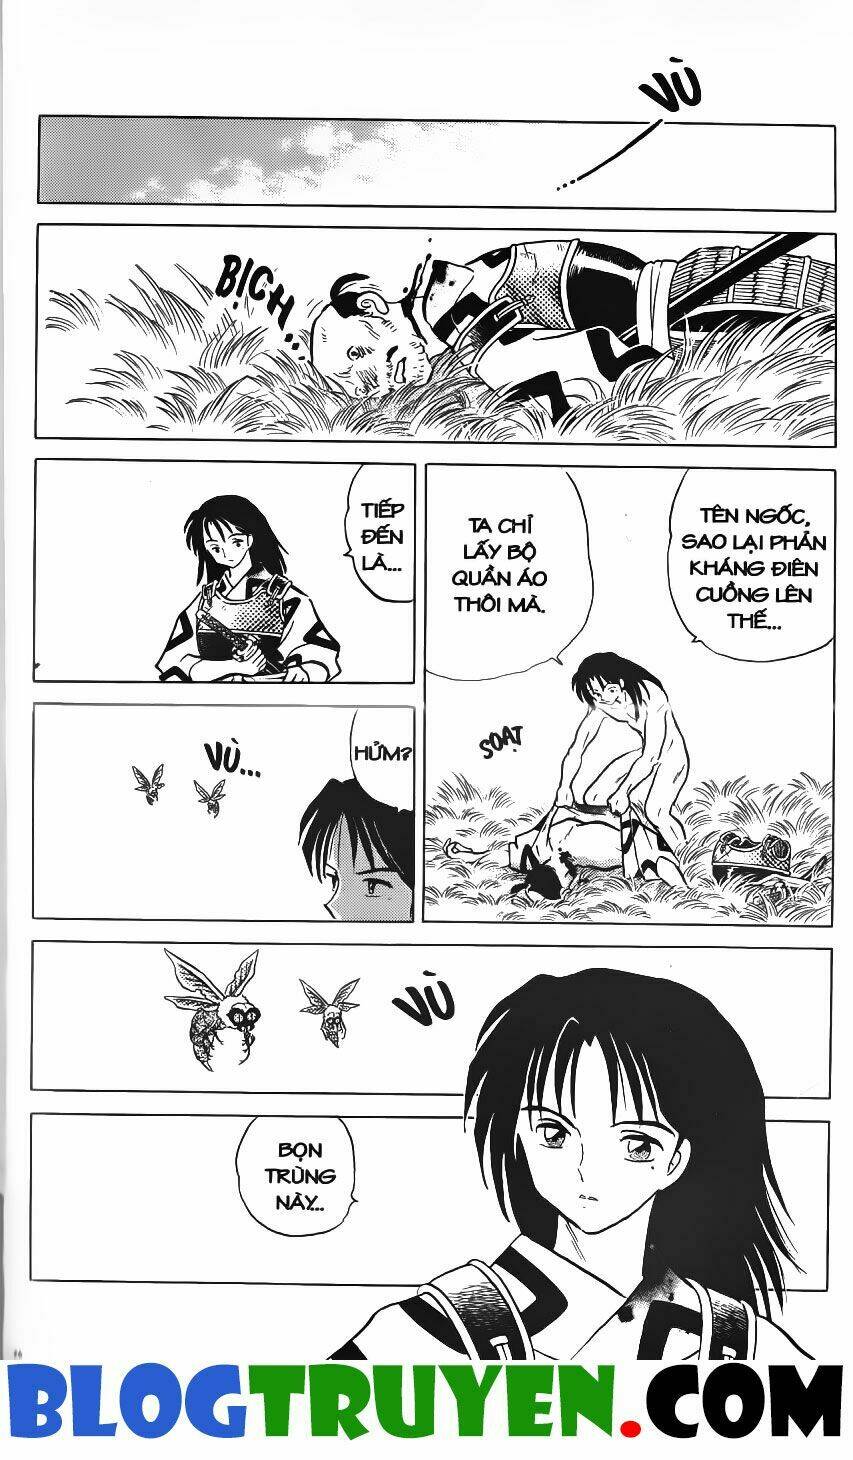 VÙ
BỊCH...
TÊN NGỐC,
SAO LẠI PHẢN
KHÁNG ĐIÊN
CUỒNG LÊN
THẾ...
TA CHỈ
LẤY BỘ
QUẦN ÁO
THÔI MÀ.
SOẠT
TIẾP
ĐẾN
LÀ...
HỬM?
VÙ...
VÙ
BỌN
TRÙNG
NÀY...
BLOGTRUYEN.COM